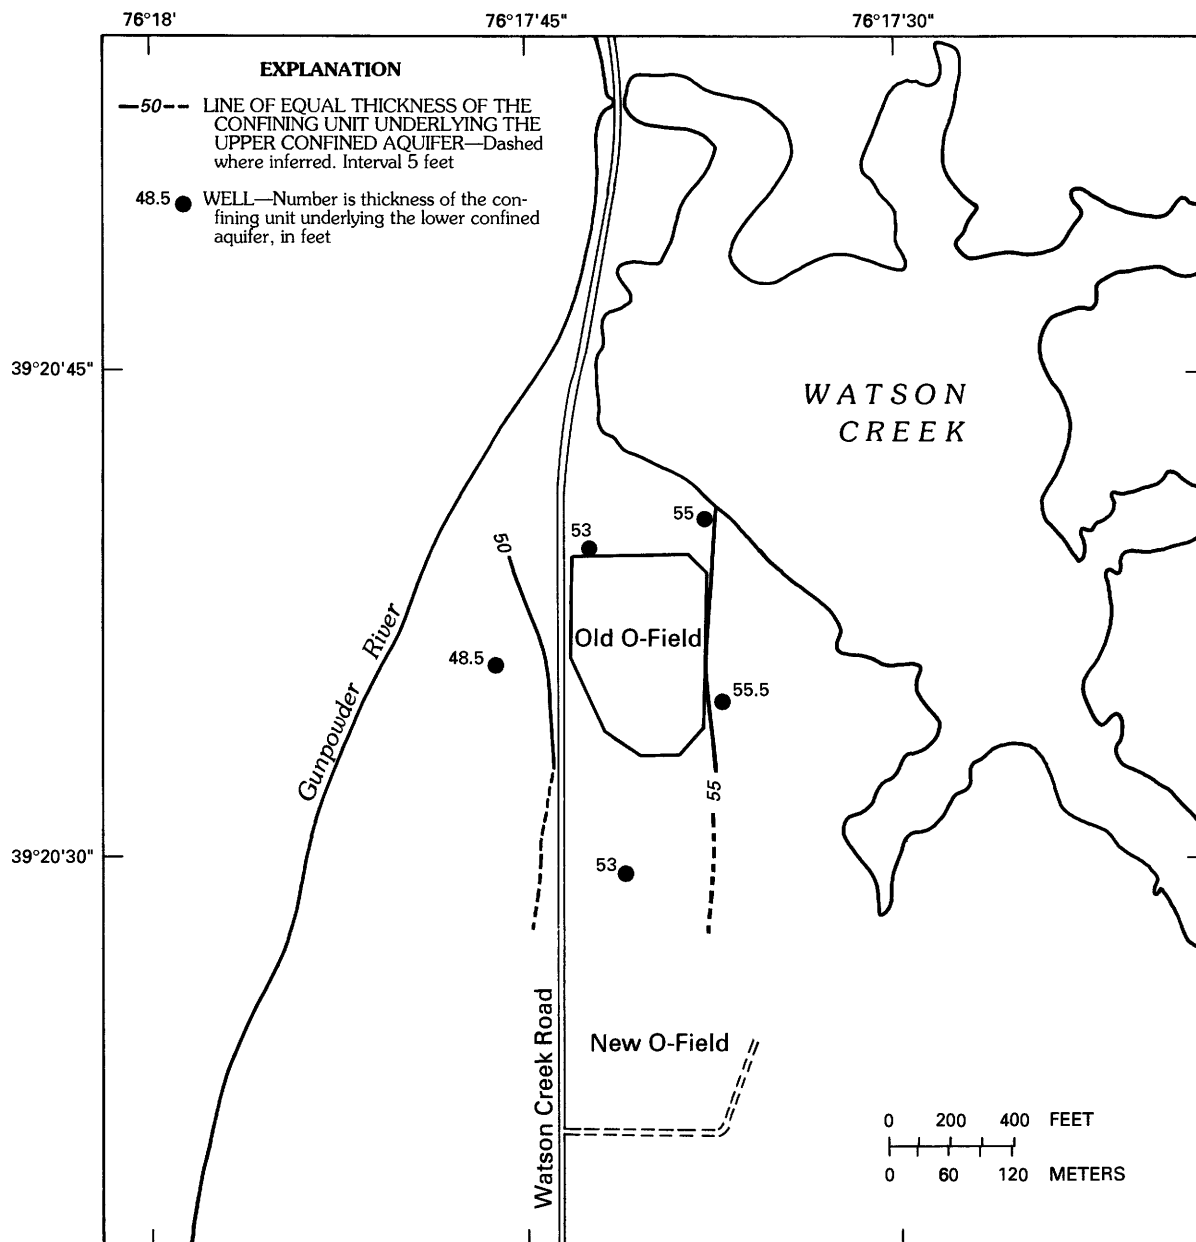 76°18' 76°17'45" 76°17'30"
EXPLANATION
—50-- LINE OF EQUAL THICKNESS OF THE
CONFINING UNIT UNDERLYING THE
UPPER CONFINED AQUIFER—Dashed
where inferred. Interval 5 feet
48.5 ● WELL—Number is thickness of the con-
fining unit underlying the lower confined
aquifer, in feet
39°20'45"
WATSON
CREEK
55
53
50
Old O-Field
Gunpowder River
48.5
55.5
55
39°20'30"
53
Watson Creek Road
New O-Field
0 200 400 FEET
0 60 120 METERS